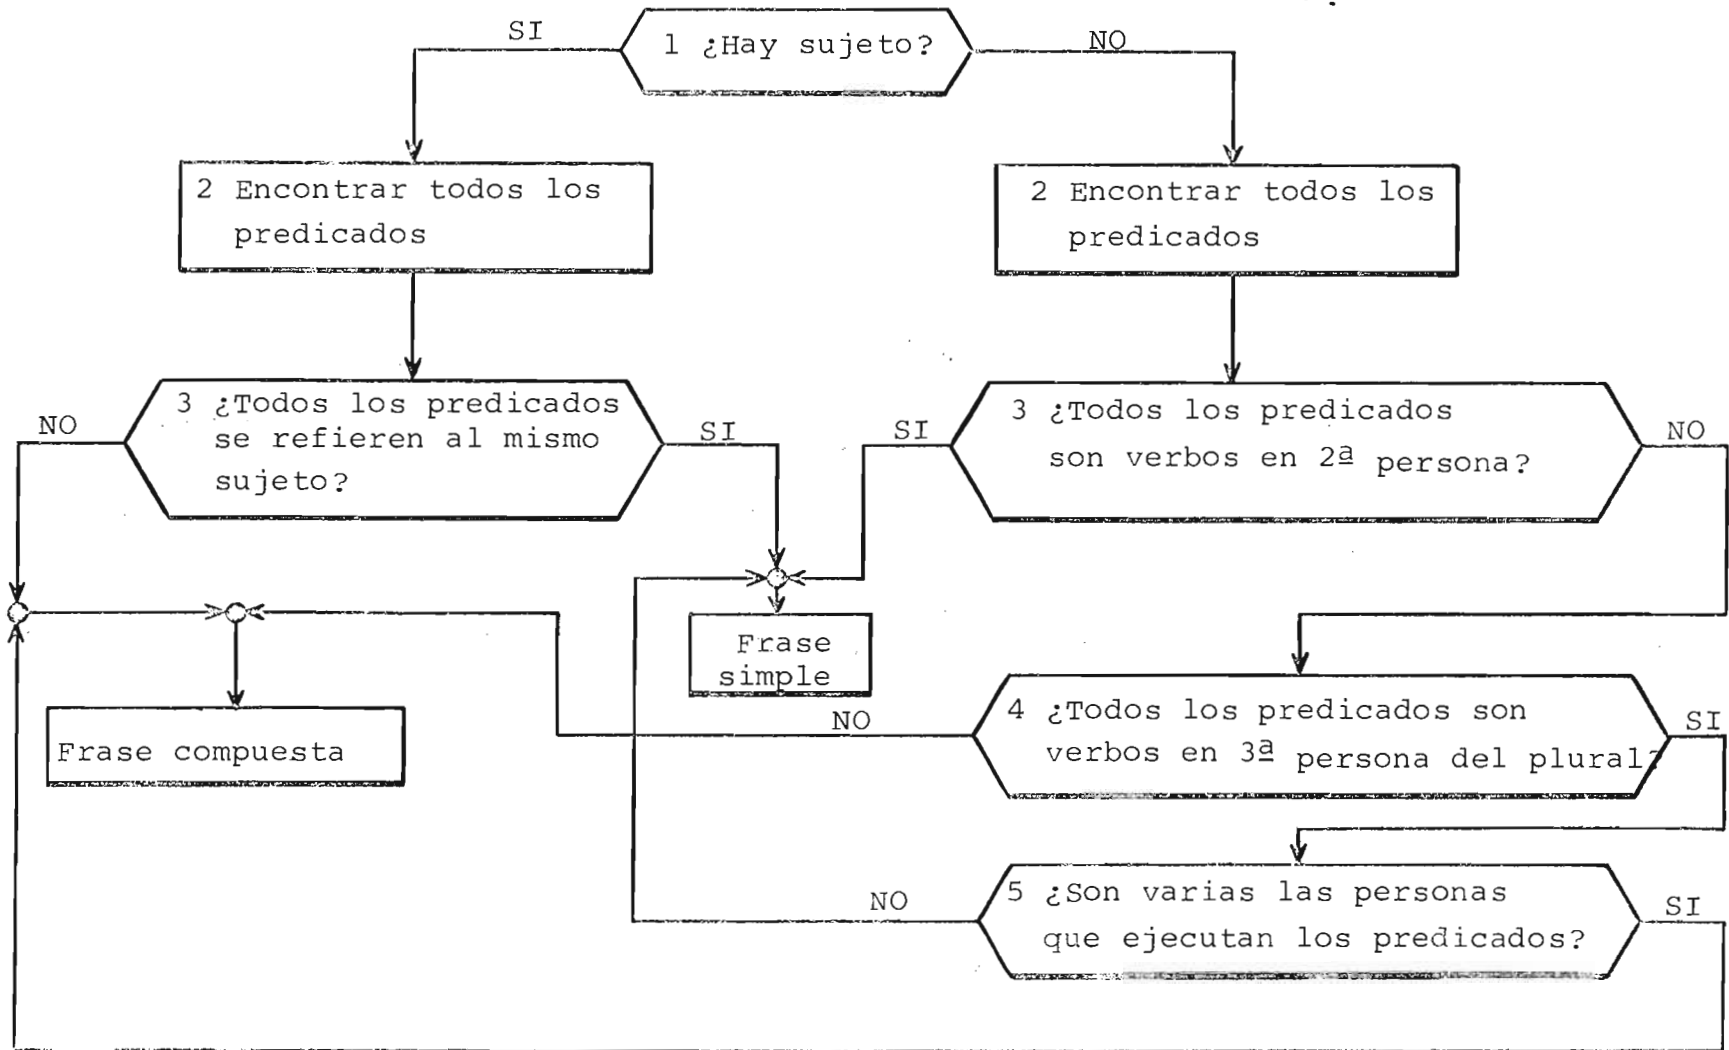 1 ¿Hay sujeto?
SI
NO
2 Encontrar todos los
predicados
2 Encontrar todos los
predicados
3 ¿Todos los predicados
se refieren al mismo
sujeto?
NO
SI
3 ¿Todos los predicados
son verbos en 2ª persona?
SI
NO
Frase
simple
Frase compuesta
4 ¿Todos los predicados son
verbos en 3ª persona del plural?
NO
SI
5 ¿Son varias las personas
que ejecutan los predicados?
NO
SI